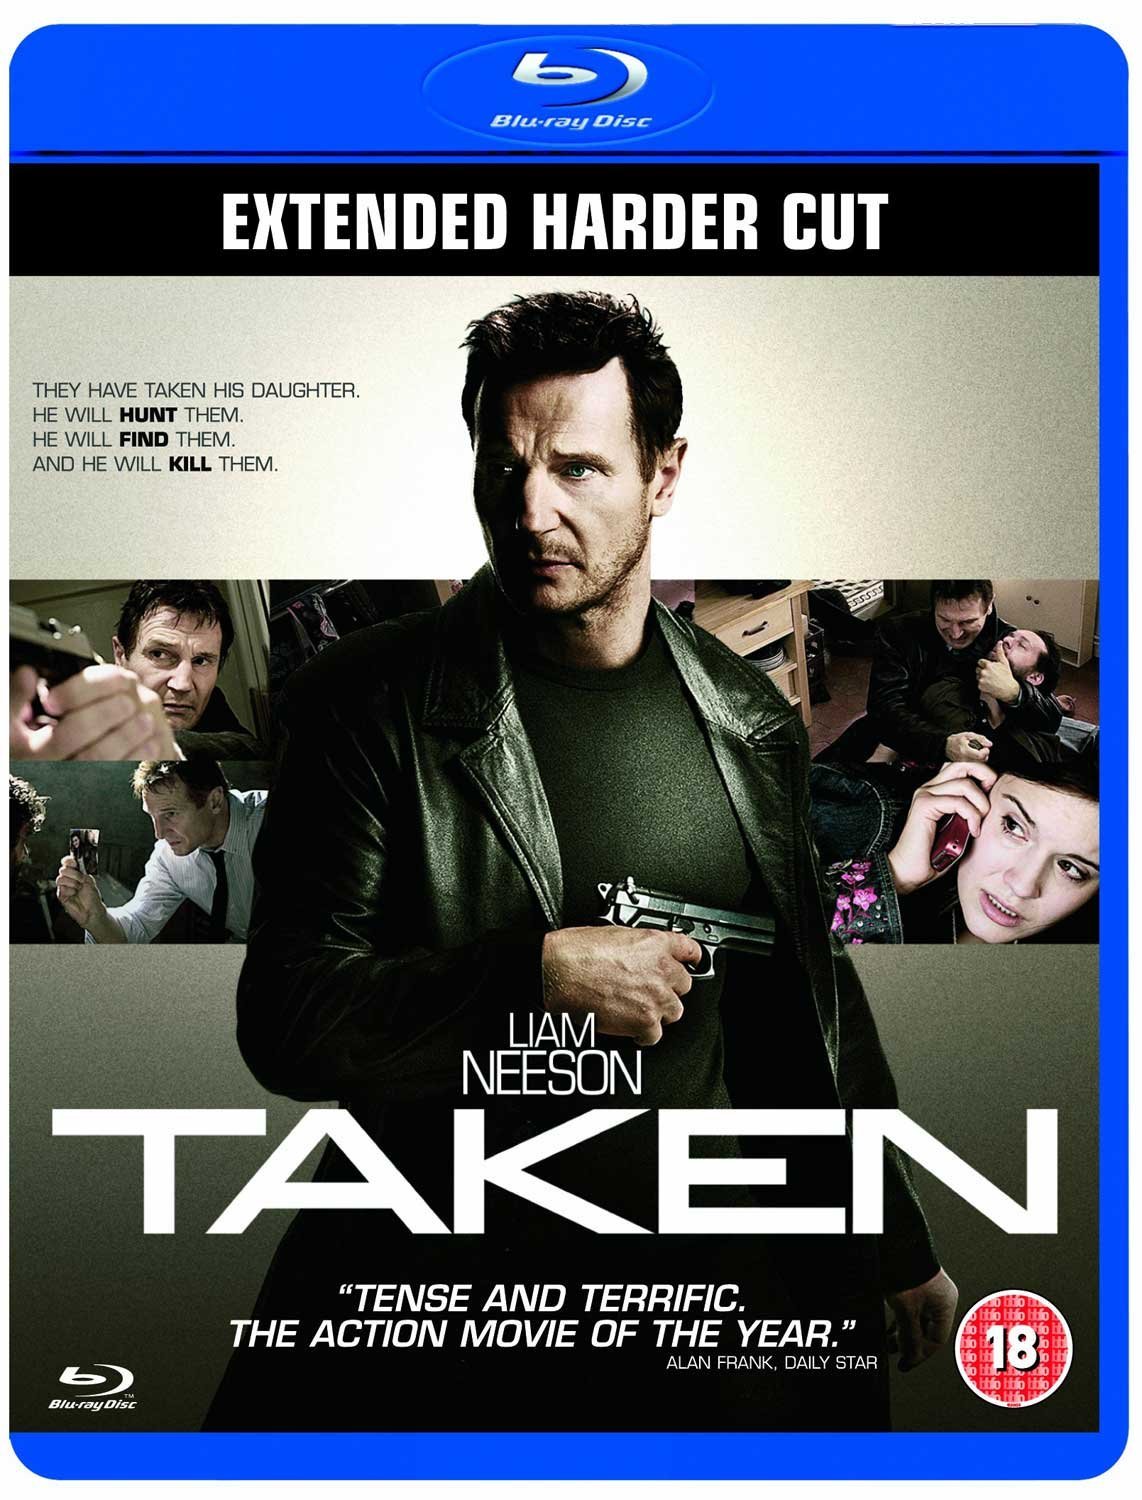 Blu-ray Disc
EXTENDED HARDER CUT
THEY HAVE TAKEN HIS DAUGHTER.
HE WILL HUNT THEM.
HE WILL FIND THEM.
AND HE WILL KILL THEM.
LIAM
NEESON
TAKEN
"TENSE AND TERRIFIC.
THE ACTION MOVIE OF THE YEAR."
ALAN FRANK, DAILY STAR
18
Blu-ray Disc
TM